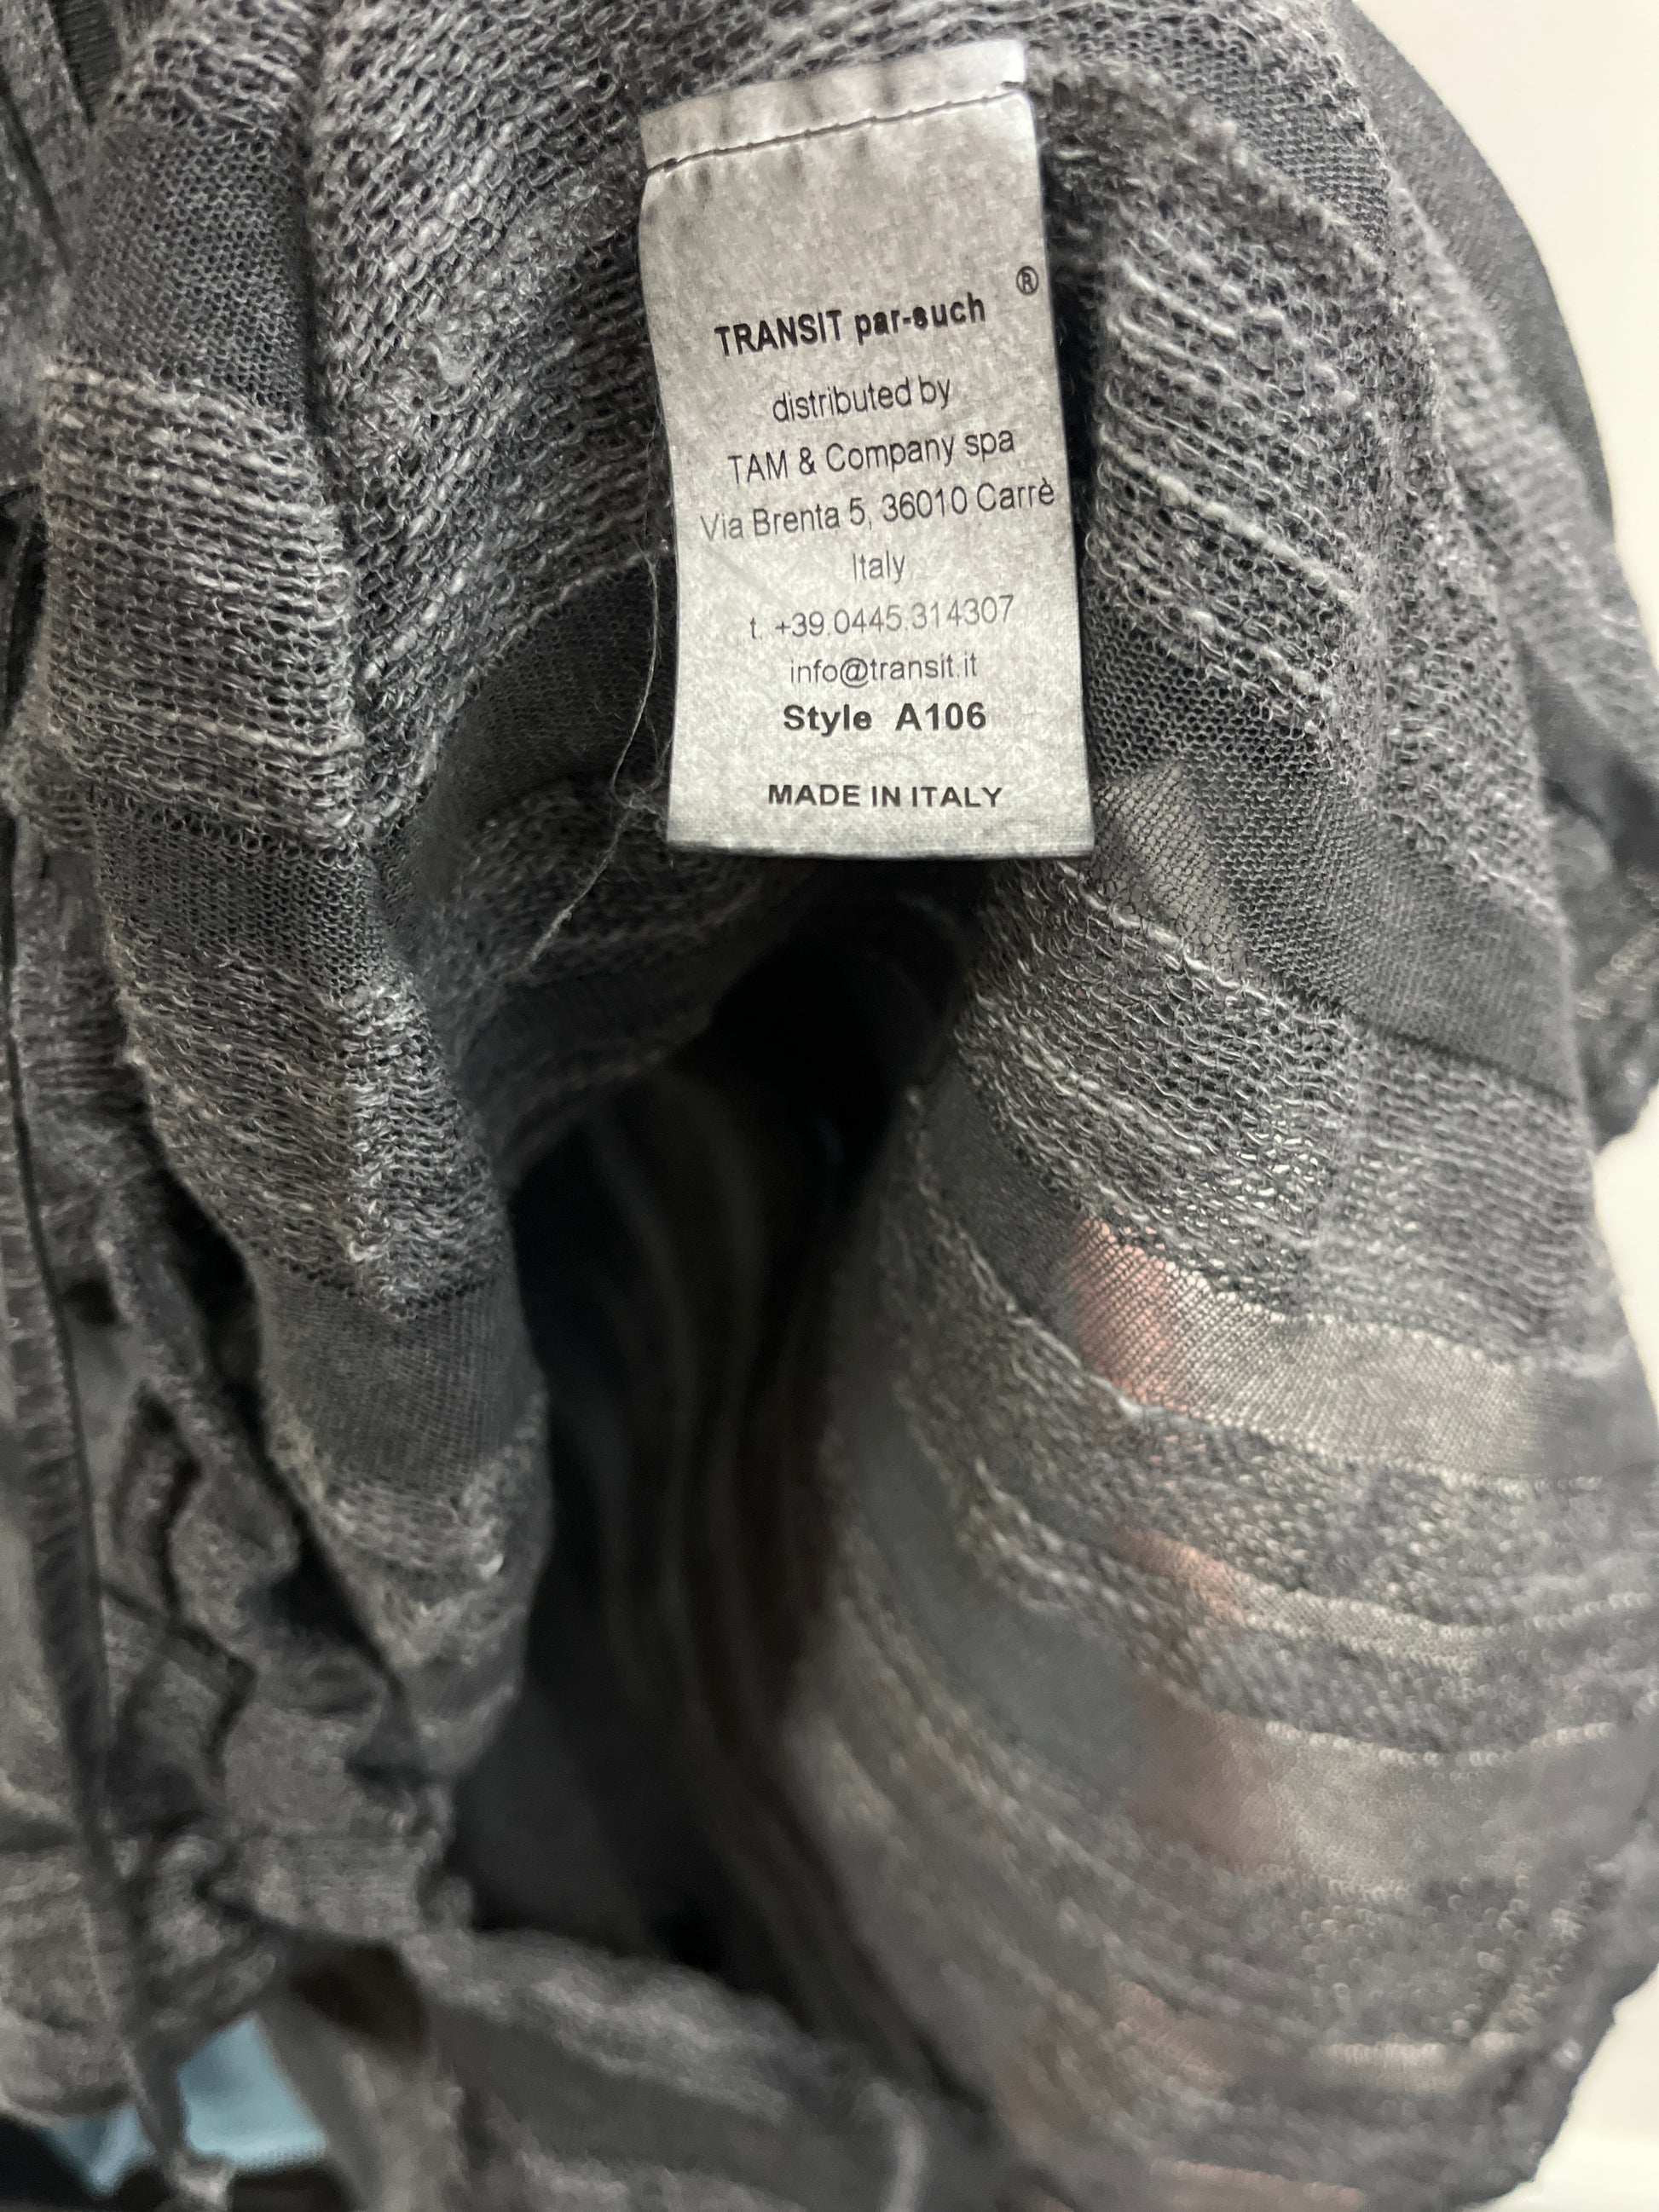 TRANSIT par-such ®
distributed by
TAM & Company spa
Via Brenta 5, 36010 Carrè
Italy
t. +39.0445.314307
info@transit.it
Style A106
MADE IN ITALY